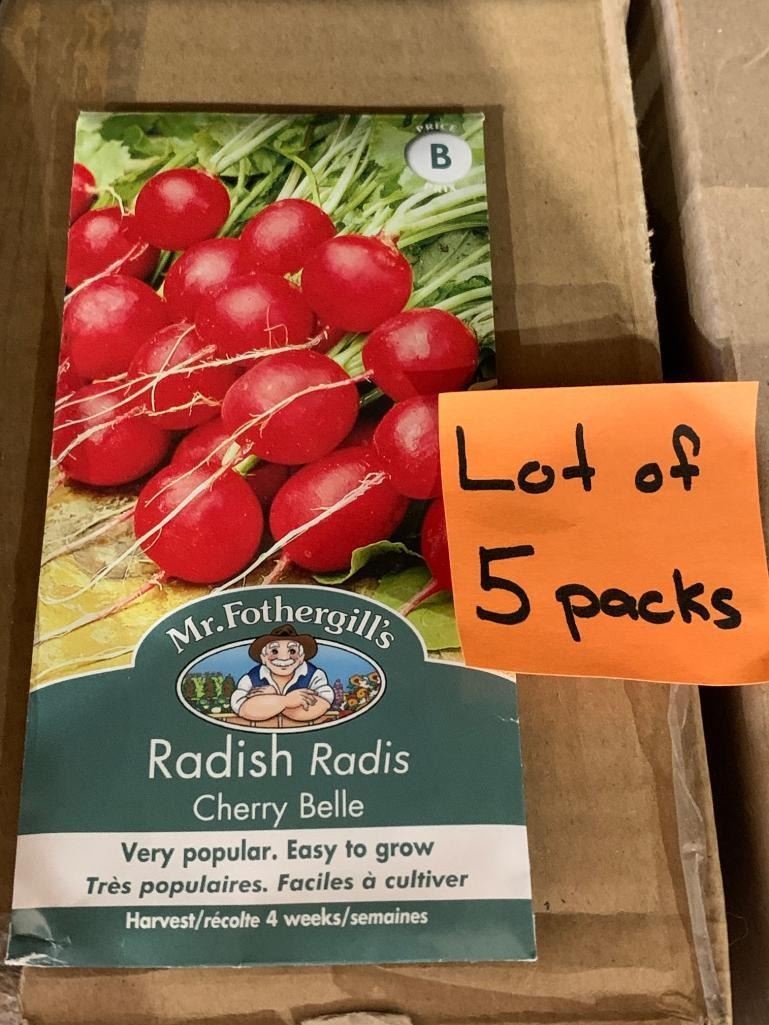 PRICE
B
PRIX
Lot of
5 packs
Mr. Fothergill's
Radish Radis
Cherry Belle
Very popular. Easy to grow
Très populaires. Faciles à cultiver
Harvest/récolte 4 weeks/semaines